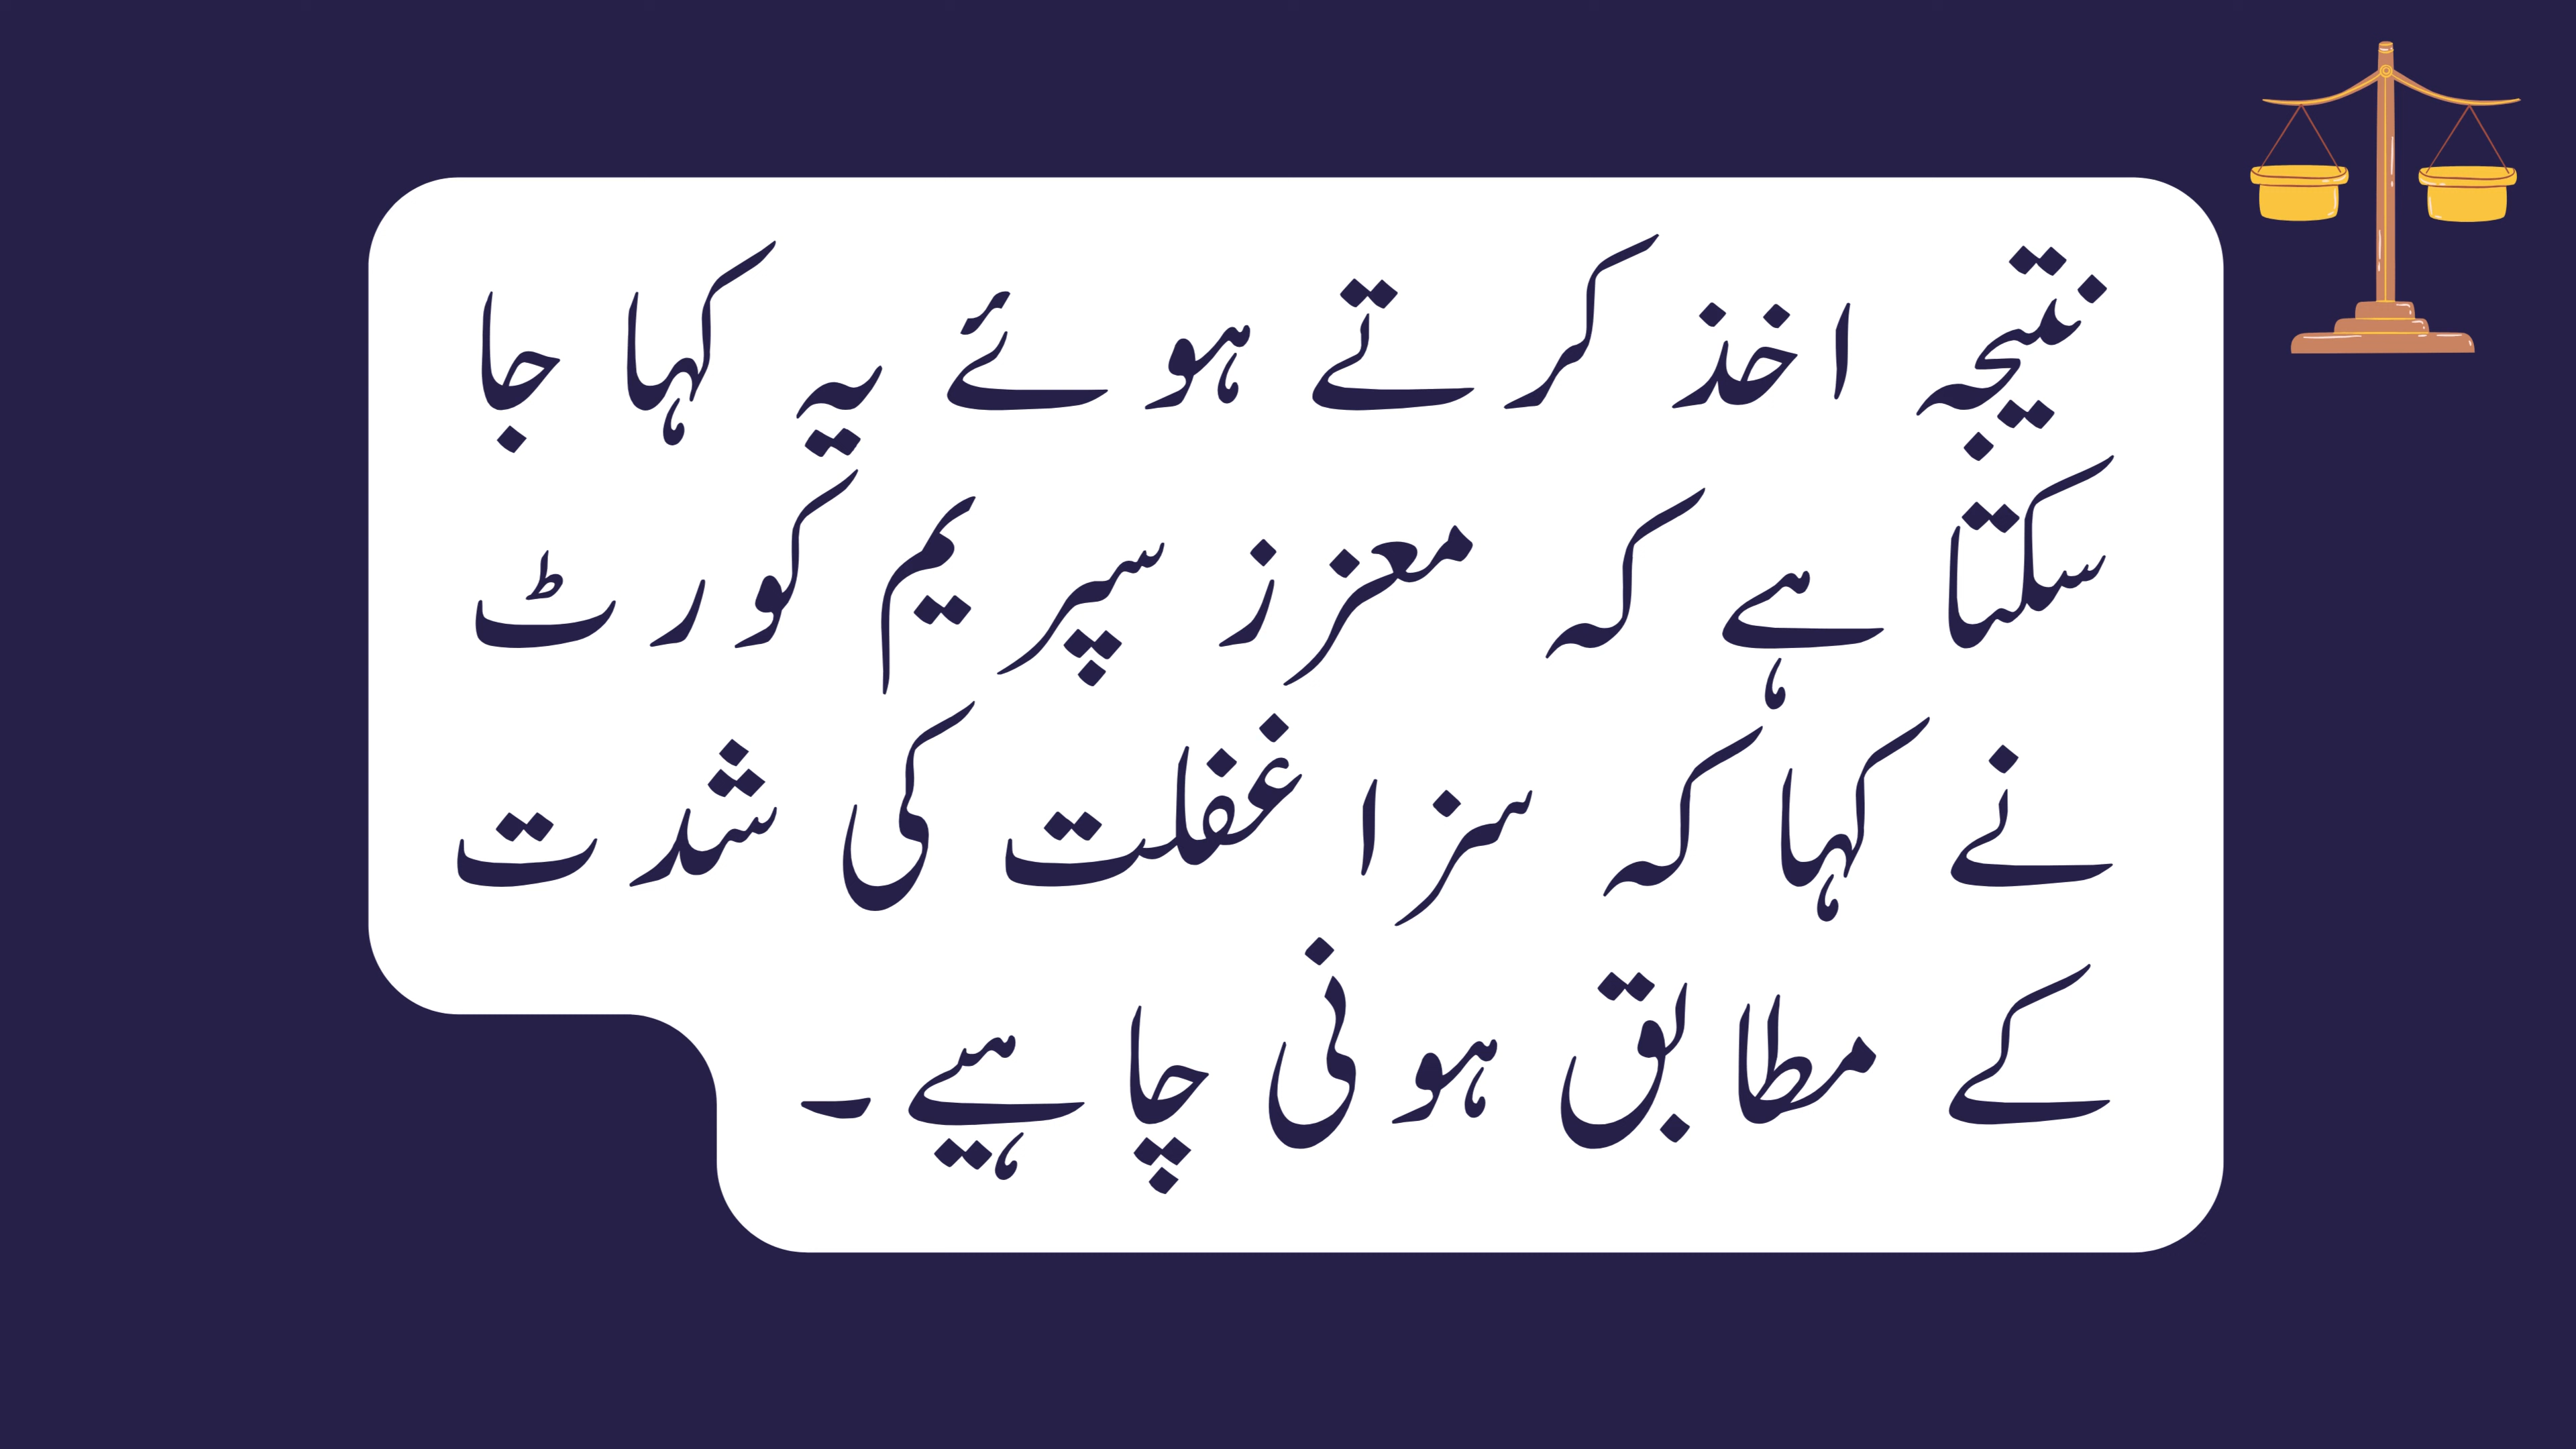 نتیجہ اخذ کرتے ہوئے یہ کہا جا
سکتا ہے کہ معزز سپریم کورٹ
نے کہا کہ سزا غفلت کی شدت
کے مطابق ہونی چاہیے۔